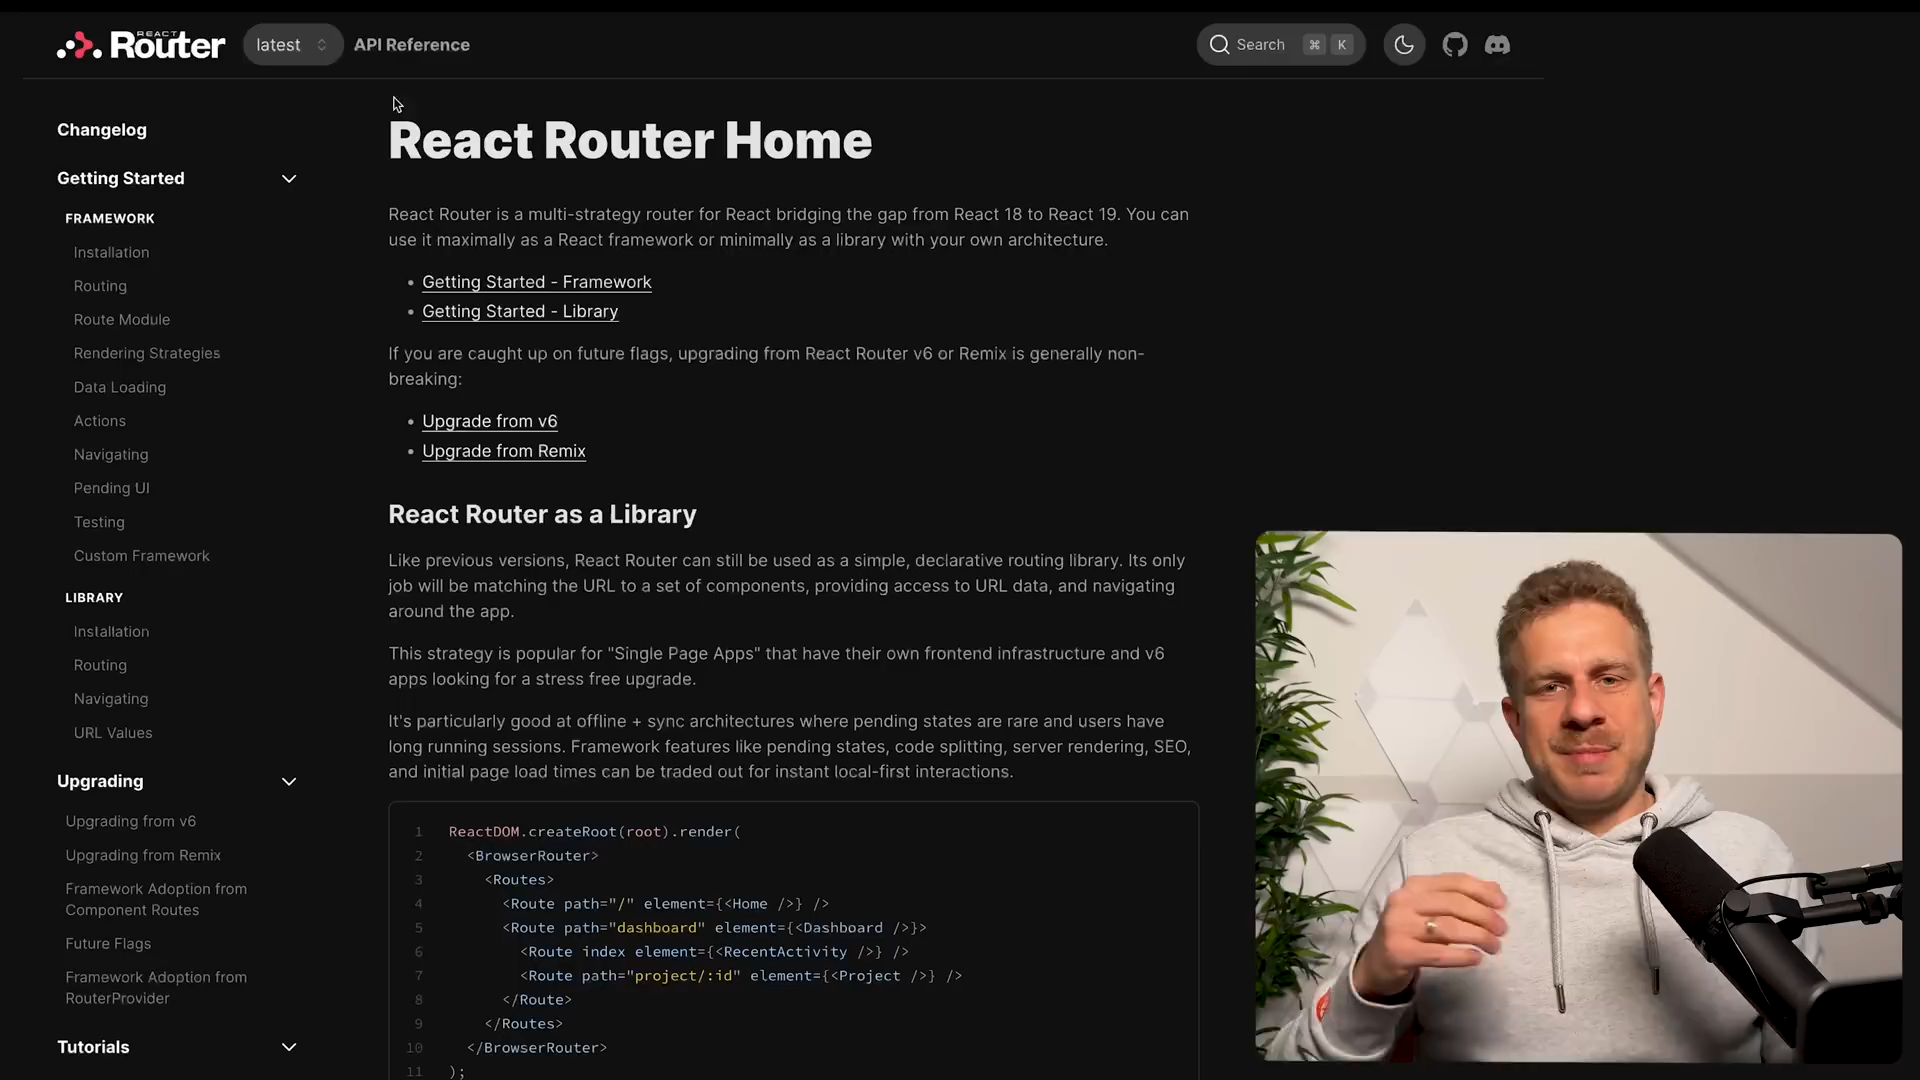 REACT
Router
latest
API Reference
Search
⌘ K
Changelog
Getting Started
FRAMEWORK
Installation
Routing
Route Module
Rendering Strategies
Data Loading
Actions
Navigating
Pending UI
Testing
Custom Framework
LIBRARY
Installation
Routing
Navigating
URL Values
Upgrading
Upgrading from v6
Upgrading from Remix
Framework Adoption from
Component Routes
Future Flags
Framework Adoption from
RouterProvider
Tutorials
React Router Home
React Router is a multi-strategy router for React bridging the gap from React 18 to React 19. You can
use it maximally as a React framework or minimally as a library with your own architecture.
• Getting Started - Framework
• Getting Started - Library
If you are caught up on future flags, upgrading from React Router v6 or Remix is generally non-
breaking:
• Upgrade from v6
• Upgrade from Remix
React Router as a Library
Like previous versions, React Router can still be used as a simple, declarative routing library. Its only
job will be matching the URL to a set of components, providing access to URL data, and navigating
around the app.
This strategy is popular for "Single Page Apps" that have their own frontend infrastructure and v6
apps looking for a stress free upgrade.
It's particularly good at offline + sync architectures where pending states are rare and users have
long running sessions. Framework features like pending states, code splitting, server rendering, SEO,
and initial page load times can be traded out for instant local-first interactions.
1 ReactDOM.createRoot(root).render(
2 <BrowserRouter>
3 <Routes>
4 <Route path="/" element={<Home />} />
5 <Route path="dashboard" element={<Dashboard />}>
6 <Route index element={<RecentActivity />} />
7 <Route path="project/:id" element={<Project />} />
8 </Route>
9 </Routes>
10 </BrowserRouter>
11 );